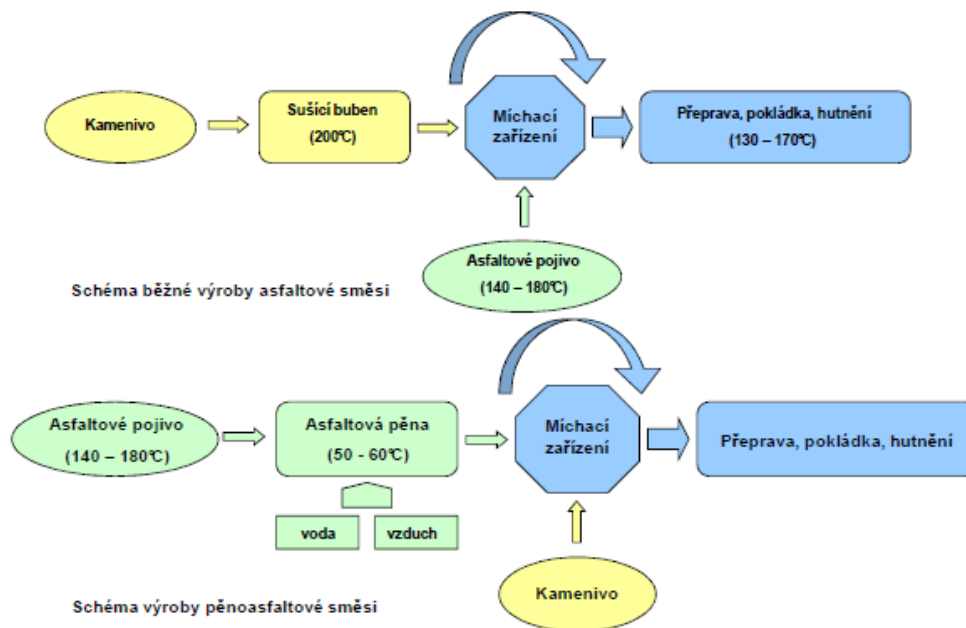 Kamenivo
Sušící buben
(200℃)
Míchací
zařízení
Přeprava, pokládka, hutnění
(130 – 170℃)
Asfaltové pojivo
(140 – 180℃)
Schéma běžné výroby asfaltové směsi
Asfaltové pojivo
(140 – 180℃)
Asfaltová pěna
(50 - 60℃)
Míchací
zařízení
Přeprava, pokládka, hutnění
voda
vzduch
Kamenivo
Schéma výroby pěnoasfaltové směsi